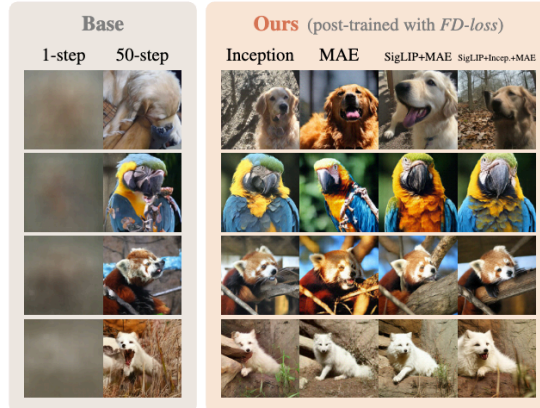 Base
Ours (post-trained with FD-loss)
1-step 50-step Inception MAE SigLIP+MAE SigLIP+Incep.+MAE